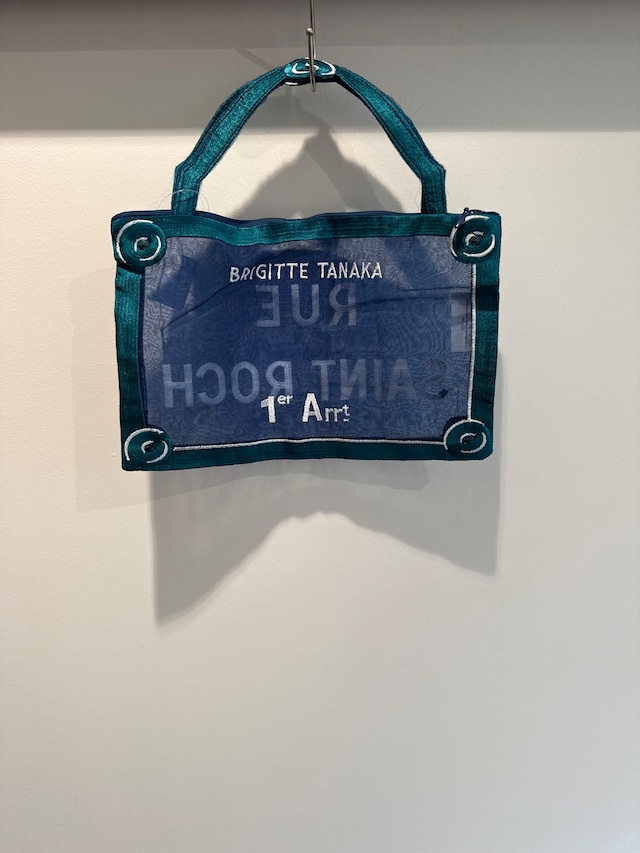 BRIGITTE TANAKA
RUE
SAINT ROCH
1er Arrt